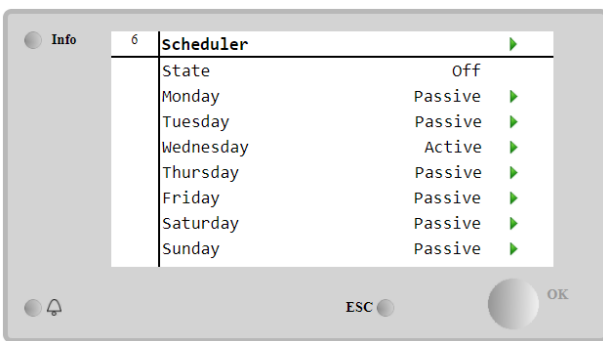 Info
6 Scheduler
State Off
Monday Passive
Tuesday Passive
Wednesday Active
Thursday Passive
Friday Passive
Saturday Passive
Sunday Passive
ESC OK